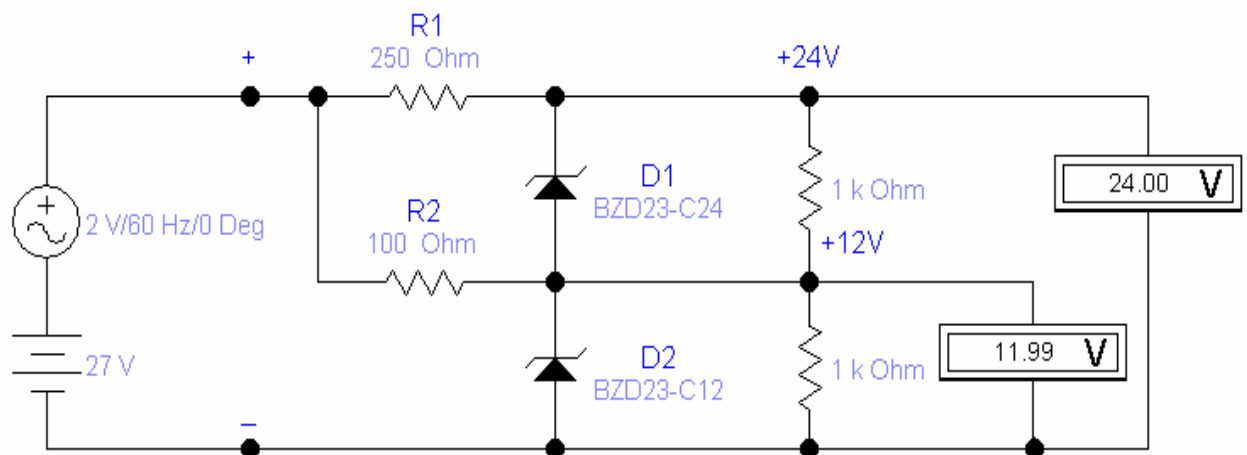 R1
250 Ohm
+
+24V
24.00 V
D1
BZD23-C24
1 k Ohm
+
2 V/60 Hz/0 Deg
R2
100 Ohm
+12V
11.99 V
D2
BZD23-C12
1 k Ohm
27 V
–